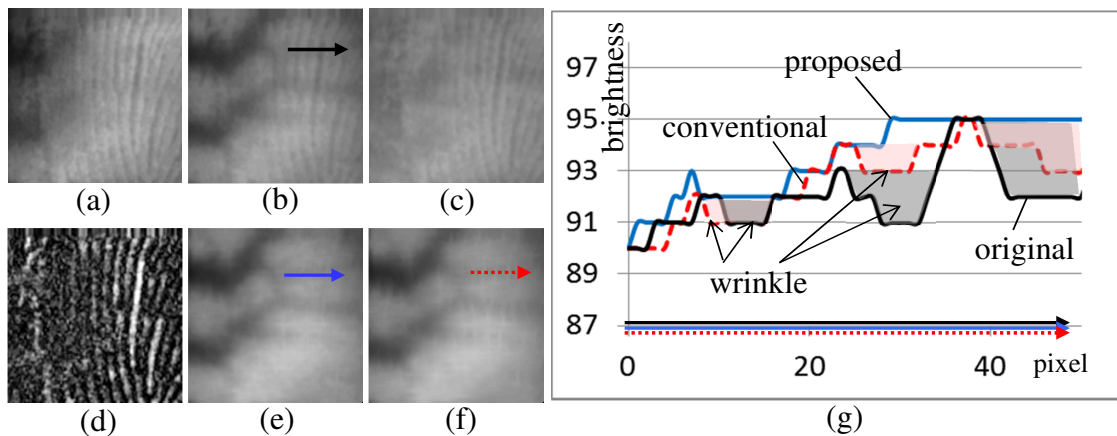 (a)
(b)
(c)
(d)
(e)
(f)
brightness
97
95
93
91
89
87
proposed
conventional
wrinkle
original
0
20
40
pixel
(g)